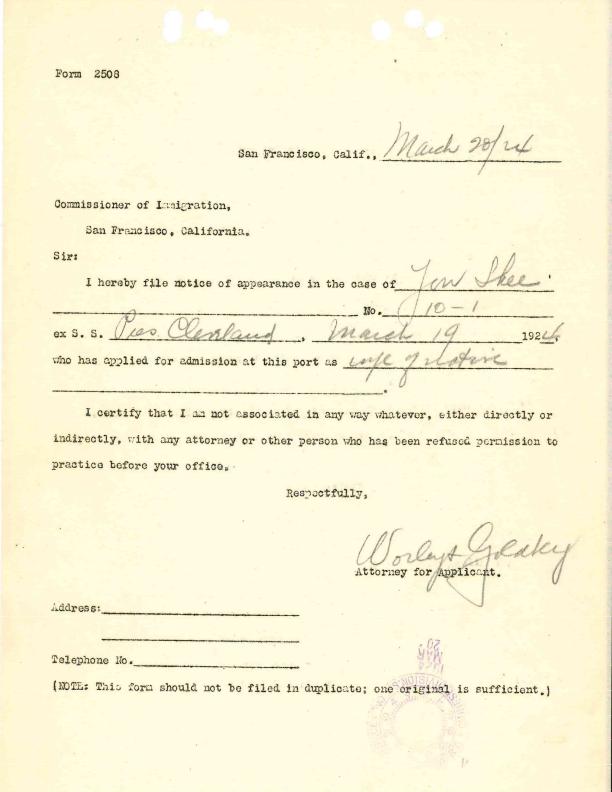 Form 2508
San Francisco, Calif., March 20/24
Commissioner of Immigration,
San Francisco, California.
Sir:
I hereby file notice of appearance in the case of Jow Shee
No. 10-1
ex S. S. Pres Cleveland, March 19 1924.
who has applied for admission at this port as wife of native
.
I certify that I am not associated in any way whatever, either directly or
indirectly, with any attorney or other person who has been refused permission to
practice before your office.
Respectfully,
Attorney for Applicant.
Address:
Telephone No.
(NOTE: This form should not be filed in duplicate; one original is sufficient.)